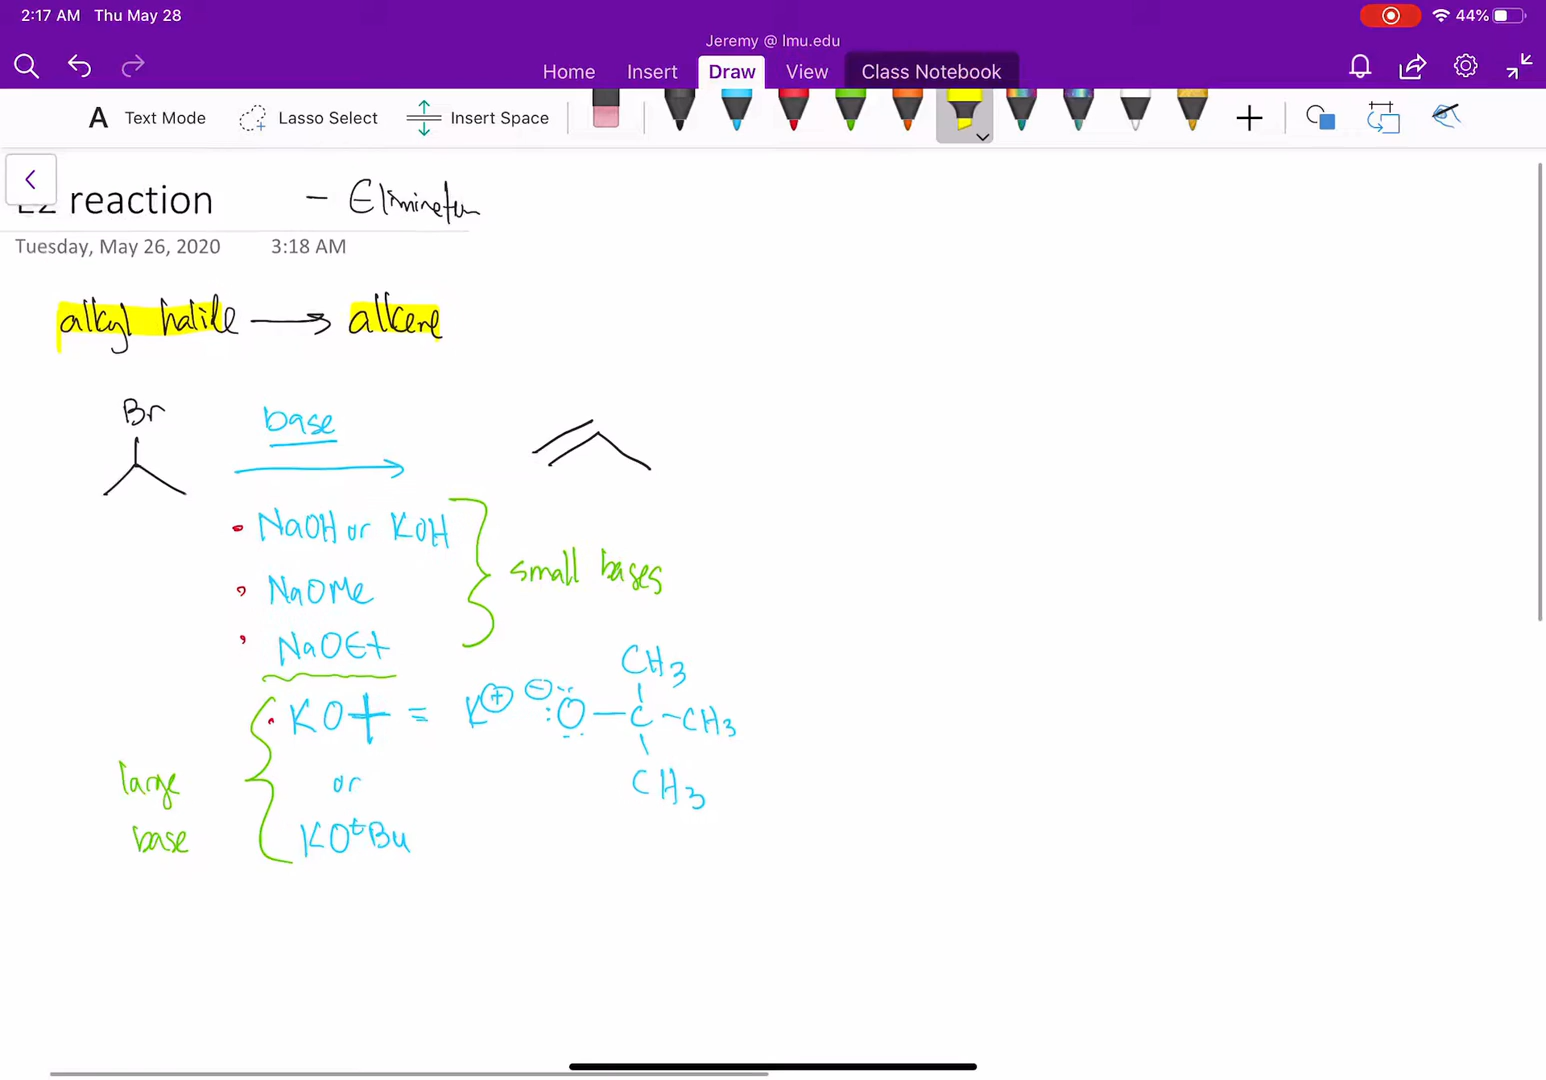 2:17 AM Thu May 28
44%
Jeremy @ lmu.edu
Home Insert Draw View Class Notebook
A Text Mode Lasso Select Insert Space
E2 reaction - Elimination
Tuesday, May 26, 2020 3:18 AM
alkyl halide → alkene
Br
base
• NaOH or KOH
small bases
• NaOMe
• NaOEt
CH3
• KO = K⊕ ⊖:O — C - CH3
CH3
large
or
base
KOtBu